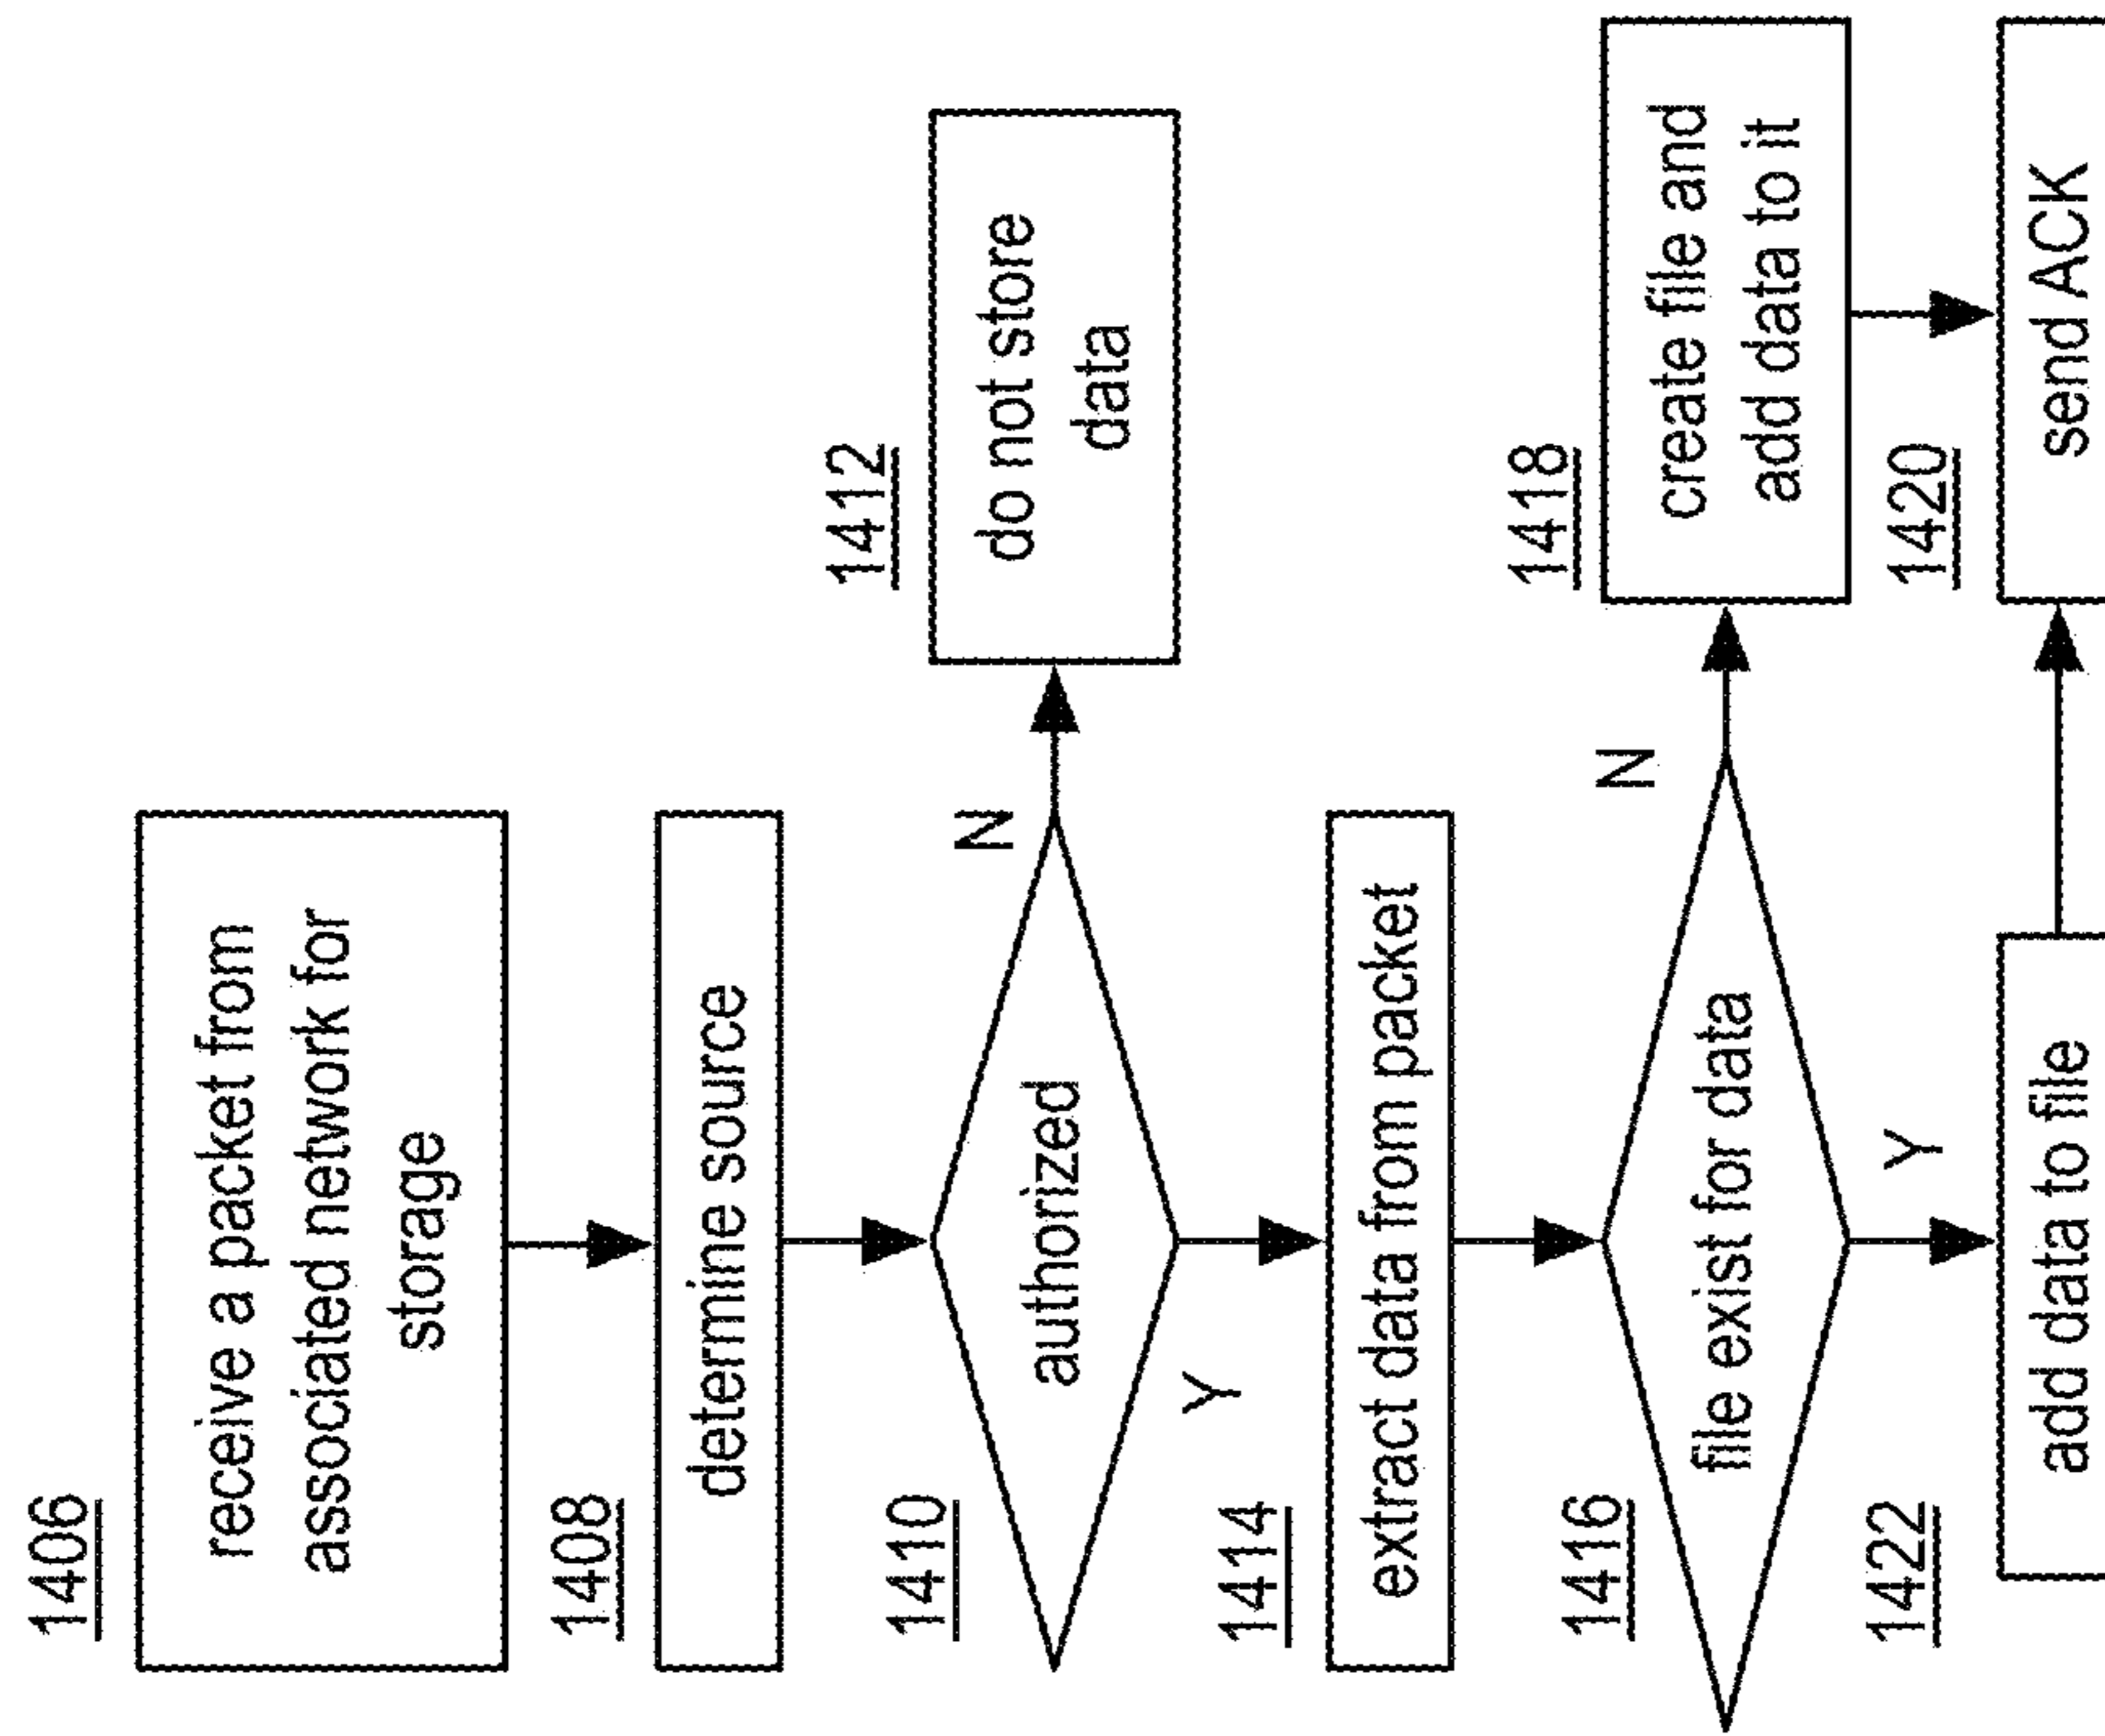 1406
receive a packet from
associated network for
storage
1408
determine source
1410
authorized
N
1412
do not store
data
Y
1414
extract data from packet
1416
file exist for data
N
1418
create file and
add data to it
Y
1422
add data to file
1420
send ACK